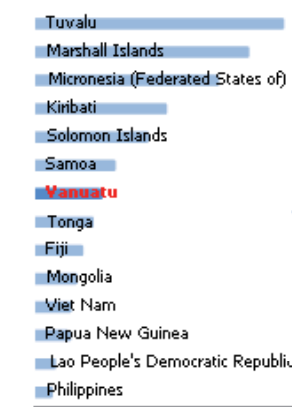 Tuvalu
Marshall Islands
Micronesia (Federated States of)
Kiribati
Solomon Islands
Samoa
Vanuatu
Tonga
Fiji
Mongolia
Viet Nam
Papua New Guinea
Lao People's Democratic Republi
Philippines